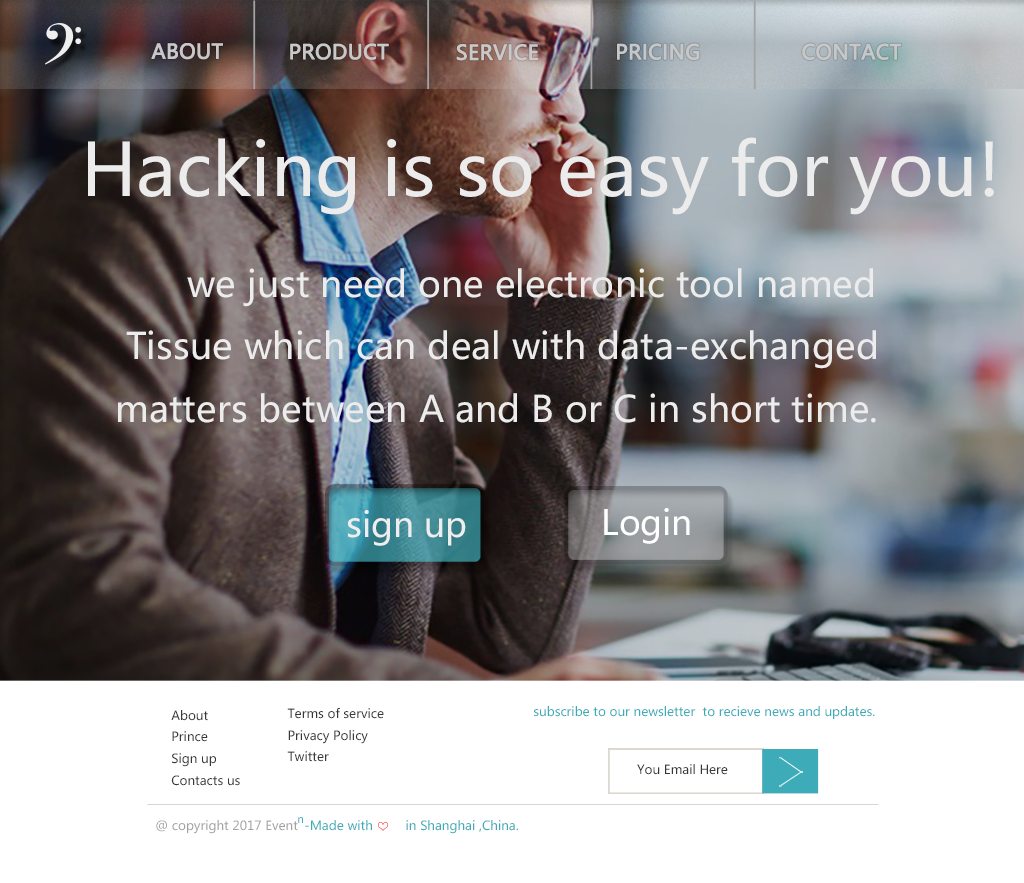 ABOUT PRODUCT SERVICE PRICING CONTACT
Hacking is so easy for you!
we just need one electronic tool named
Tissue which can deal with data-exchanged
matters between A and B or C in short time.
sign up Login
About
Prince
Sign up
Contacts us
Terms of service
Privacy Policy
Twitter
subscribe to our newsletter to recieve news and updates.
You Email Here
@ copyright 2017 Eventn-Made with ♡ in Shanghai ,China.